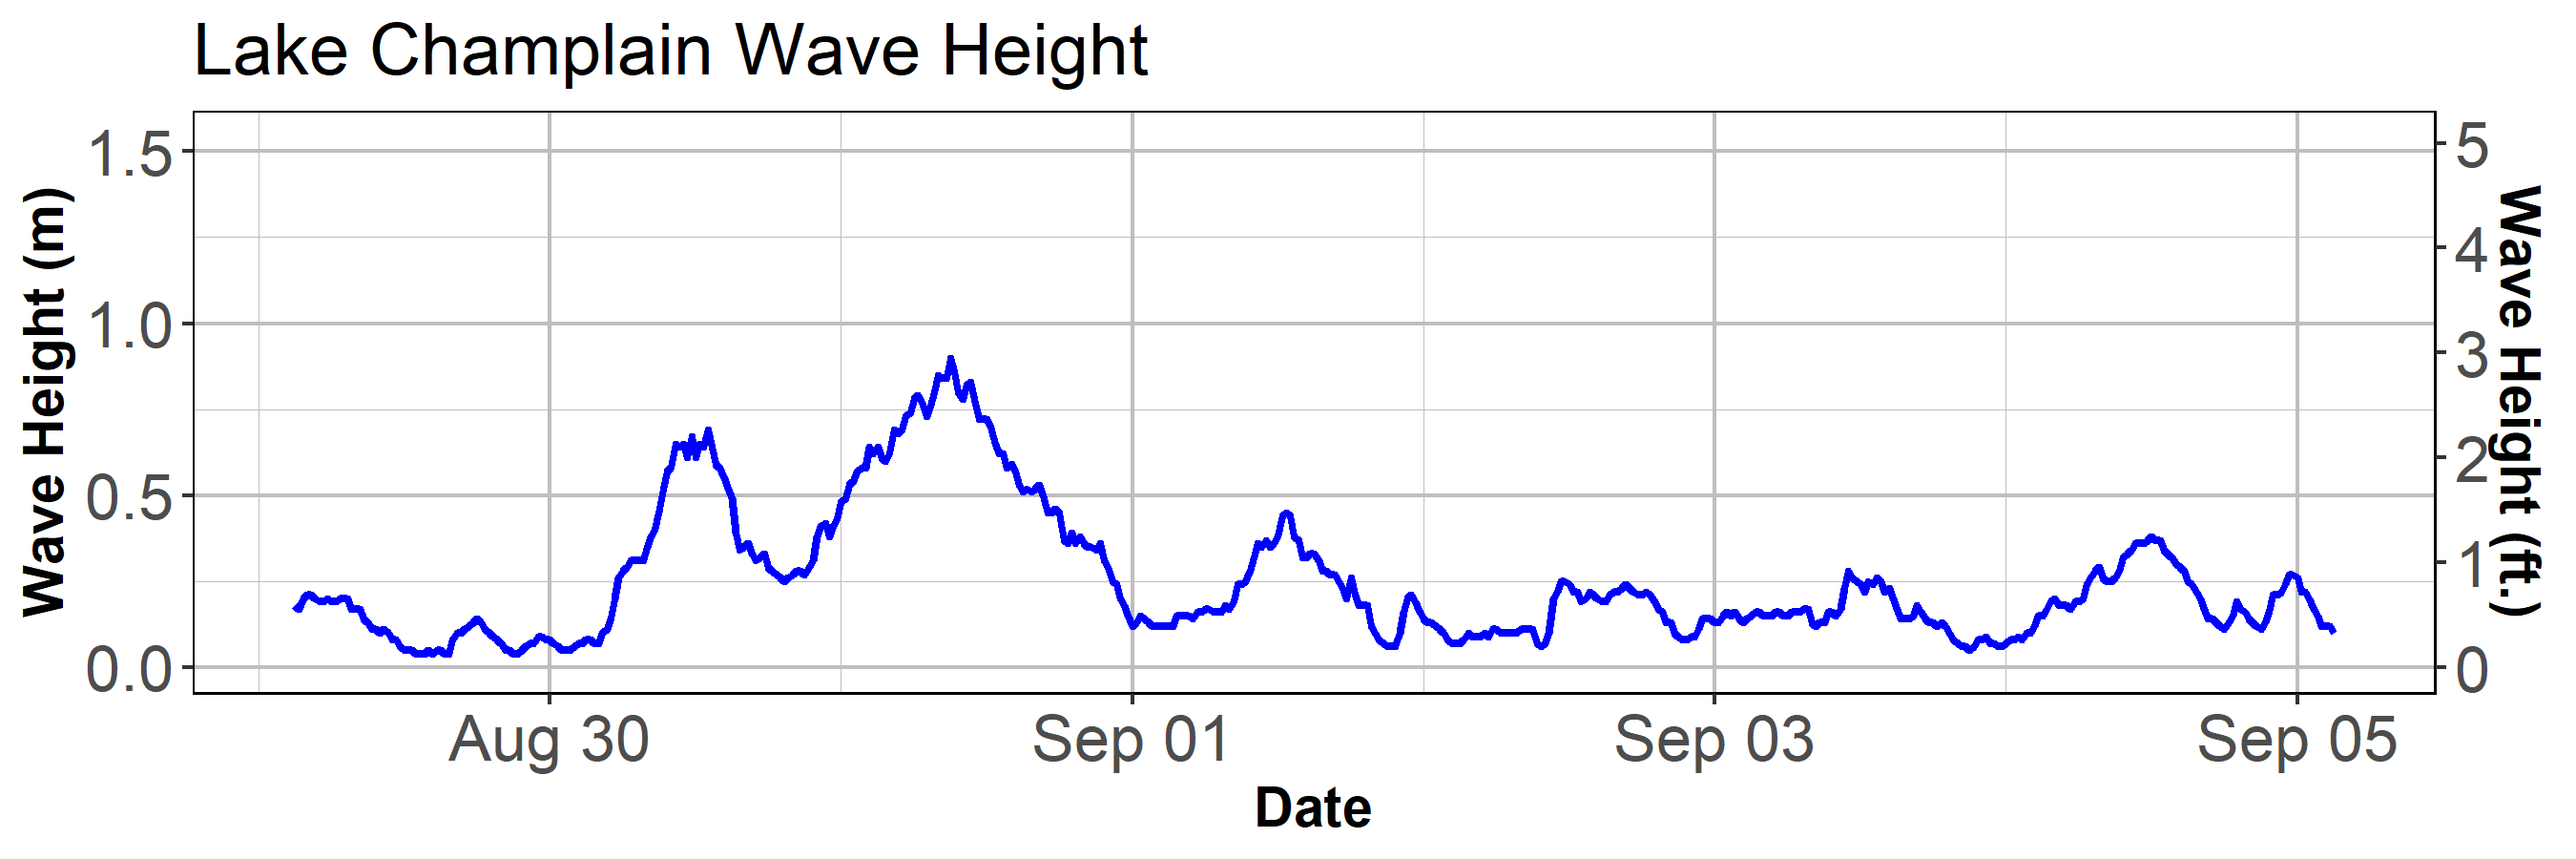 Lake Champlain Wave Height
Wave Height (m)
1.5
1.0
0.5
0.0
5
4
3
2
1
0
Wave Height (ft.)
Aug 30
Sep 01
Sep 03
Sep 05
Date